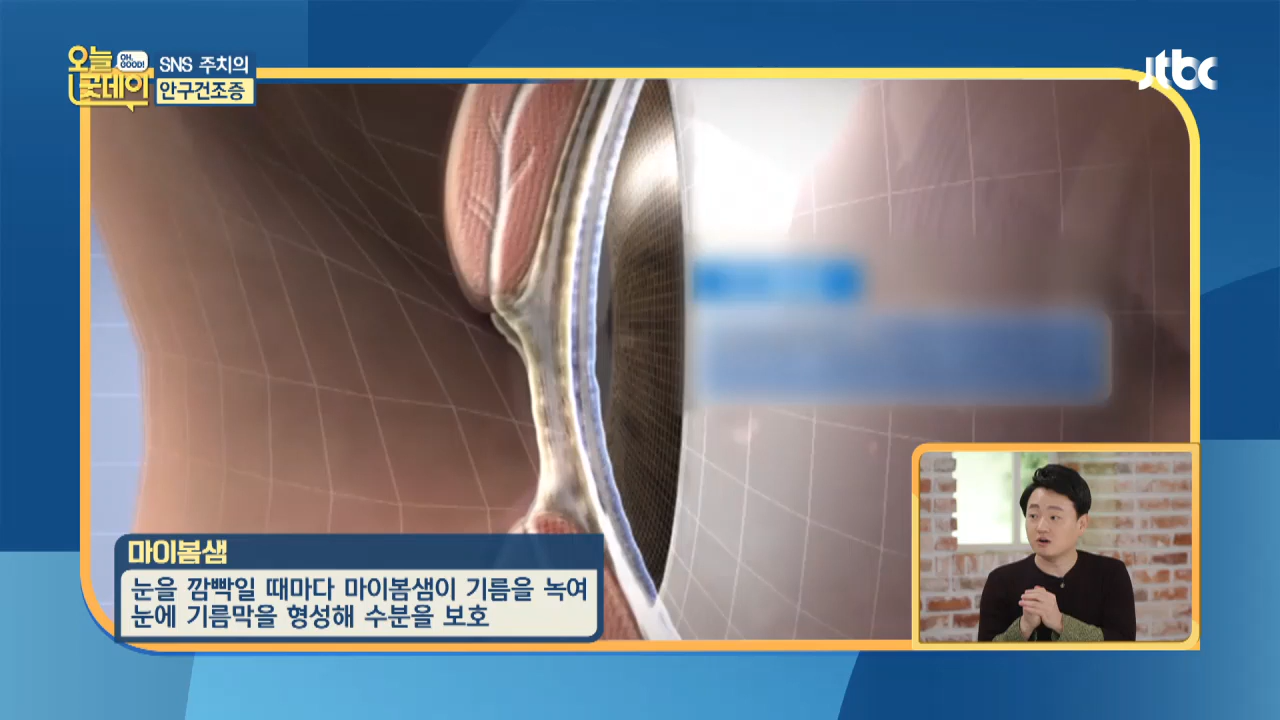 오늘
OH, GOOD!
굿데이
SNS 주치의
안구건조증
jtbc
마이봄샘
눈을 깜빡일 때마다 마이봄샘이 기름을 녹여
눈에 기름막을 형성해 수분을 보호